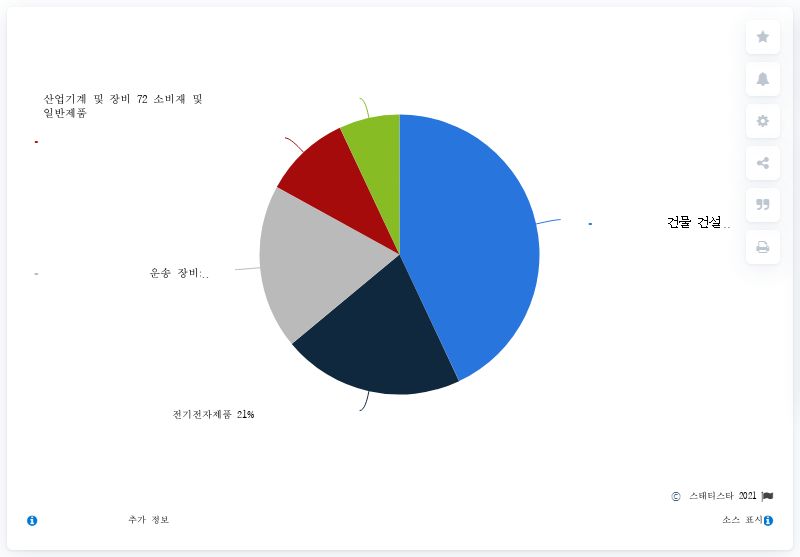 산업기계 및 장비 72 소비재 및
일반제품
건물 건설..
운송 장비:..
전기전자제품 21%
© 스태티스타 2021
추가 정보
소스 표시